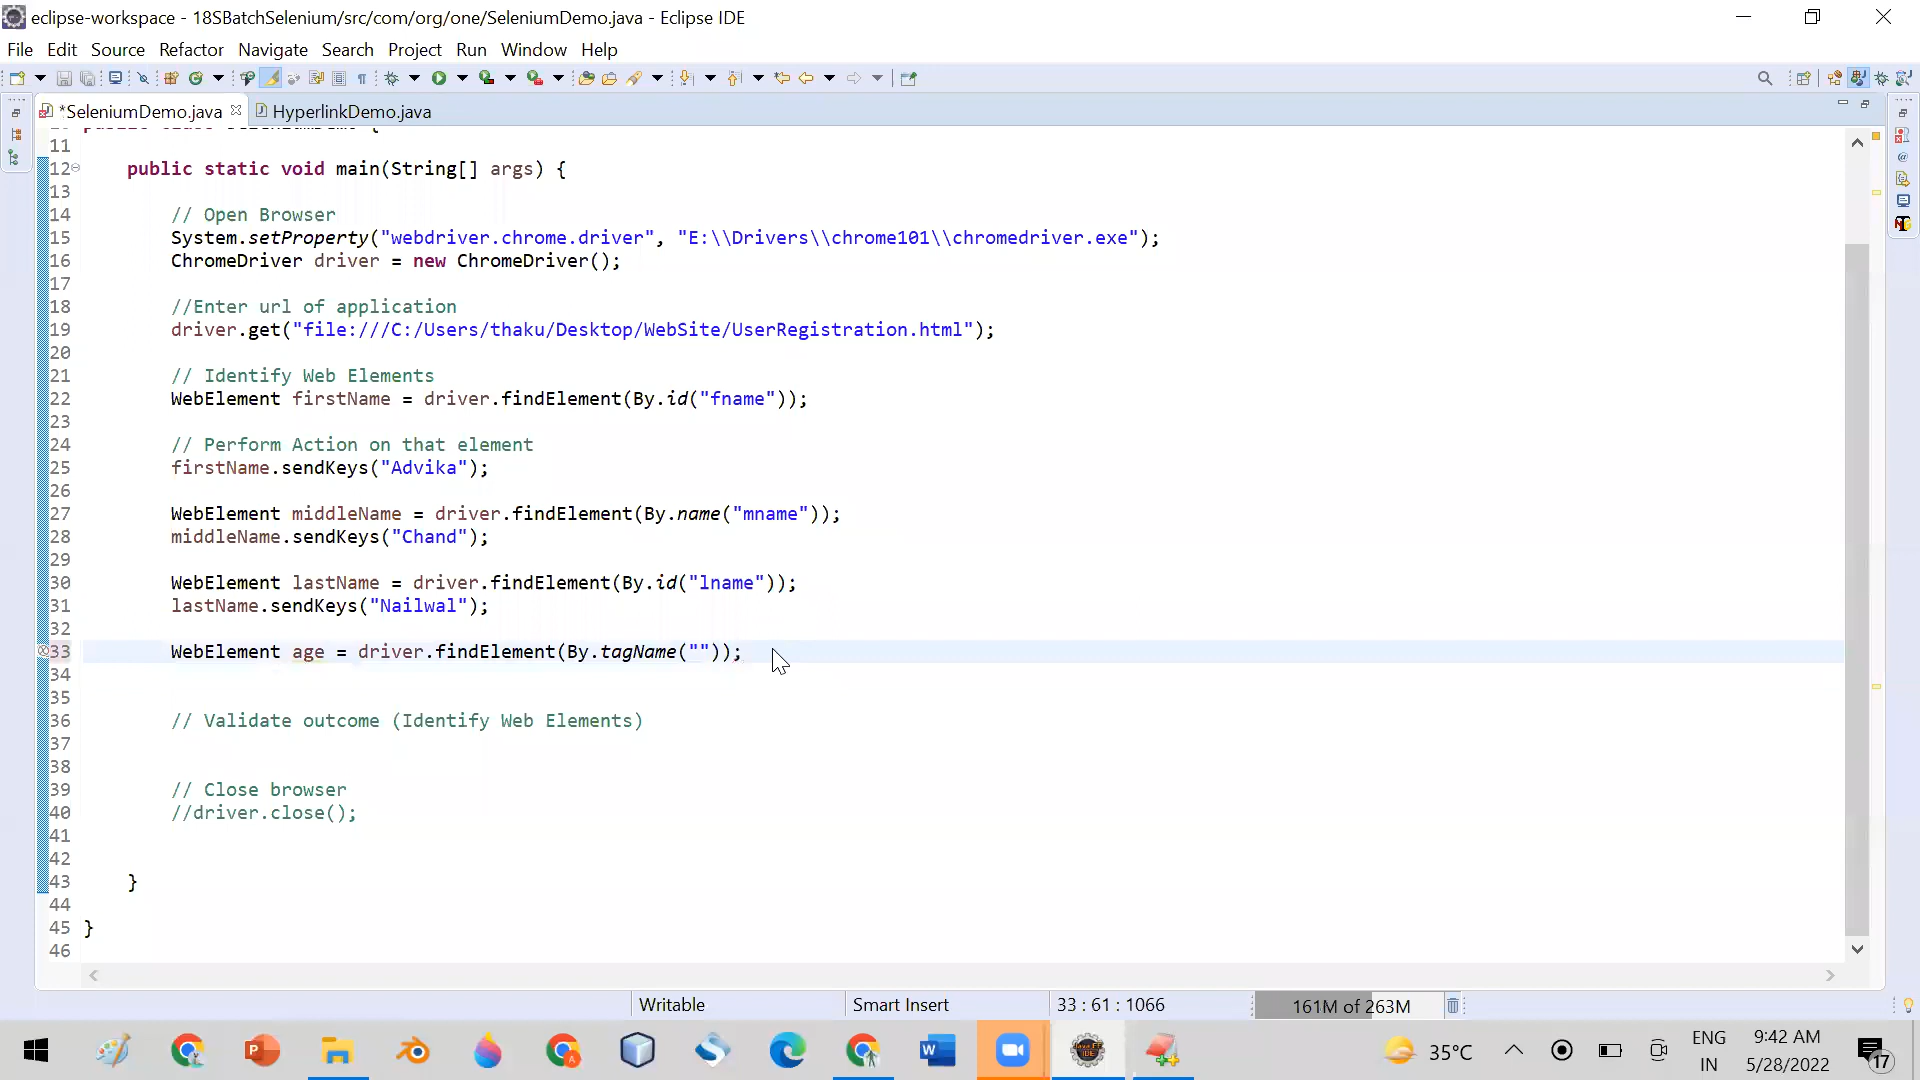 eclipse-workspace - 18SBatchSelenium/src/com/org/one/SeleniumDemo.java - Eclipse IDE
File Edit Source Refactor Navigate Search Project Run Window Help
*SeleniumDemo.java HyperlinkDemo.java
11
12 public static void main(String[] args) {
13
14 // Open Browser
15 System.setProperty("webdriver.chrome.driver", "E:\\Drivers\\chrome101\\chromedriver.exe");
16 ChromeDriver driver = new ChromeDriver();
17
18 //Enter url of application
19 driver.get("file:///C:/Users/thaku/Desktop/WebSite/UserRegistration.html");
20
21 // Identify Web Elements
22 WebElement firstName = driver.findElement(By.id("fname"));
23
24 // Perform Action on that element
25 firstName.sendKeys("Advika");
26
27 WebElement middleName = driver.findElement(By.name("mname"));
28 middleName.sendKeys("Chand");
29
30 WebElement lastName = driver.findElement(By.id("lname"));
31 lastName.sendKeys("Nailwal");
32
33 WebElement age = driver.findElement(By.tagName(""));
34
35
36 // Validate outcome (Identify Web Elements)
37
38
39 // Close browser
40 //driver.close();
41
42
43 }
44
45 }
46
Writable Smart Insert 33 : 61 : 1066 161M of 263M
35°C ENG IN 9:42 AM 5/28/2022 17